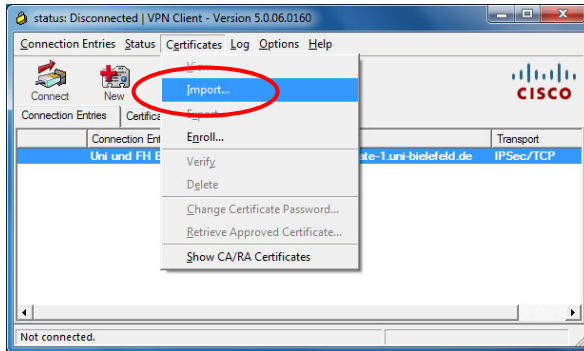 status: Disconnected | VPN Client - Version 5.0.06.0160
Connection Entries Status Certificates Log Options Help
View...
Import...
Export...
Enroll...
Verify
Delete
Change Certificate Password...
Retrieve Approved Certificate...
Show CA/RA Certificates
Connect New
CISCO
Connection Entries
Connection Transport
Uni und FH ate-1.uni-bielefeld.de IPSec/TCP
Not connected.